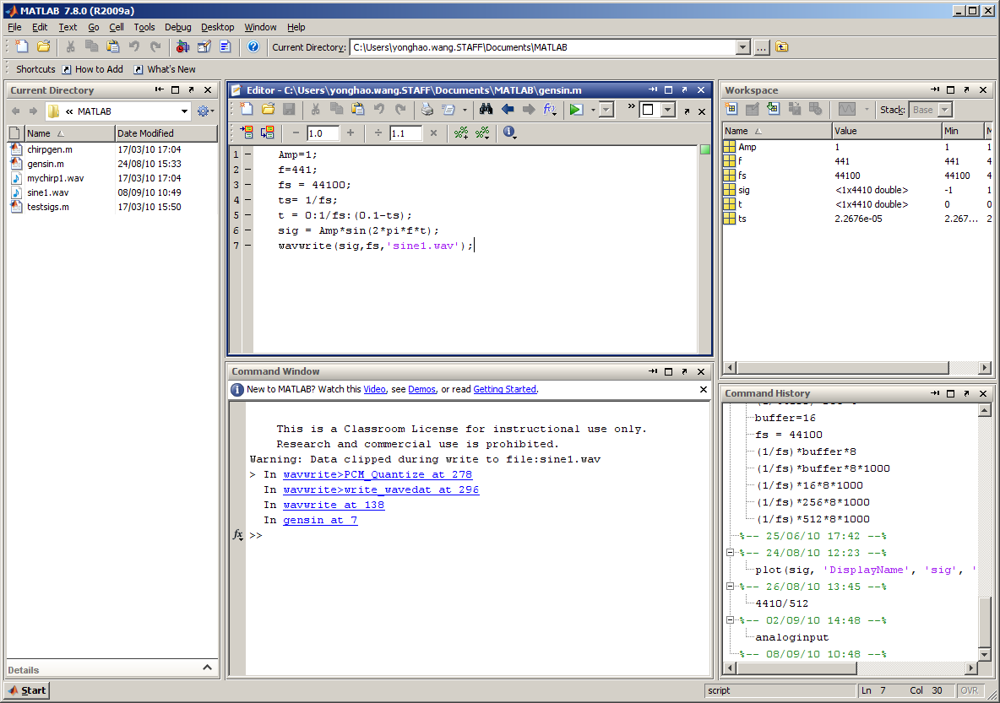 MATLAB 7.8.0 (R2009a)
File Edit Text Go Cell Tools Debug Desktop Window Help
Current Directory: C:\Users\yonghao.wang.STAFF\Documents\MATLAB ...
Shortcuts How to Add What's New
Current Directory
« MATLAB
Name Date Modified
chirpgen.m 17/03/10 17:04
gensin.m 24/08/10 15:33
mychirp1.wav 17/03/10 17:04
sine1.wav 08/09/10 10:49
testsigs.m 17/03/10 15:50
Details
Editor - C:\Users\yonghao.wang.STAFF\Documents\MATLAB\gensin.m
− 1.0 + ÷ 1.1 ×
1 – Amp=1;
2 – f=441;
3 – fs = 44100;
4 – ts= 1/fs;
5 – t = 0:1/fs:(0.1-ts);
6 – sig = Amp*sin(2*pi*f*t);
7 – wavwrite(sig,fs,'sine1.wav');
Command Window
New to MATLAB? Watch this Video, see Demos, or read Getting Started.
This is a Classroom License for instructional use only.
Research and commercial use is prohibited.
Warning: Data clipped during write to file:sine1.wav
> In wavwrite>PCM_Quantize at 278
In wavwrite>write_wavedat at 296
In wavwrite at 138
In gensin at 7
fx >>
Workspace
Stack: Base
Name Value Min M
Amp 1 1 1
f 441 441 4
fs 44100 44100 4
sig <1x4410 double> -1 1
t <1x4410 double> 0 0
ts 2.2676e-05 2.267... 2
Command History
buffer=16
fs = 44100
(1/fs)*buffer*8
(1/fs)*buffer*8*1000
(1/fs)*16*8*1000
(1/fs)*256*8*1000
(1/fs)*512*8*1000
%-- 25/06/10 17:42 --%
%-- 24/08/10 12:23 --%
plot(sig, 'DisplayName', 'sig', '
%-- 26/08/10 13:45 --%
4410/512
%-- 02/09/10 14:48 --%
analoginput
%-- 08/09/10 10:48 --%
Start
script Ln 7 Col 30 OVR